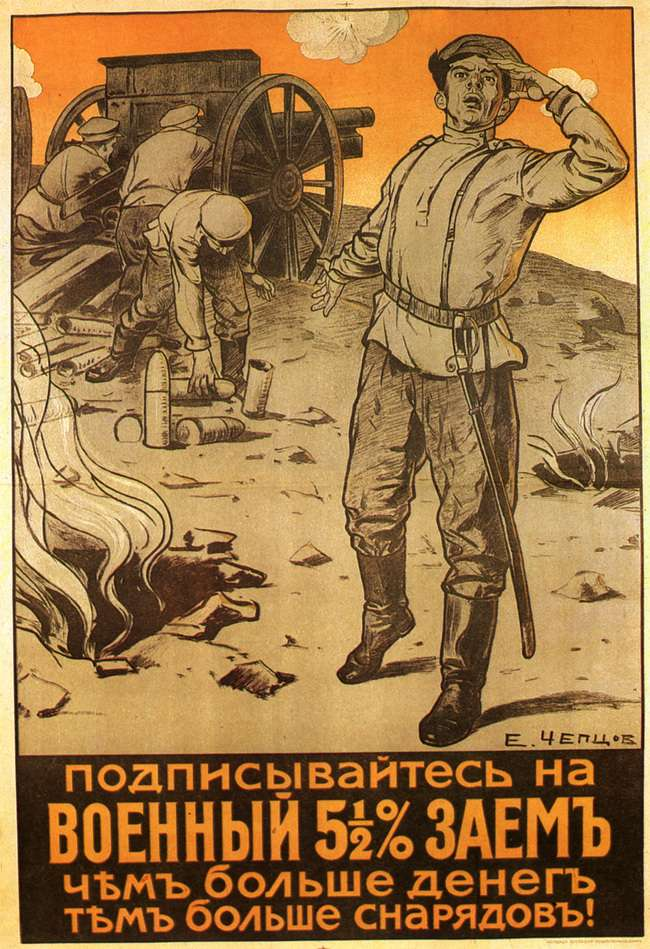 Е. Чепцов
подписывайтесь на
ВОЕННЫЙ 5½% ЗАЕМЪ
чѣмъ больше денегъ
тѣмъ больше снарядовъ!